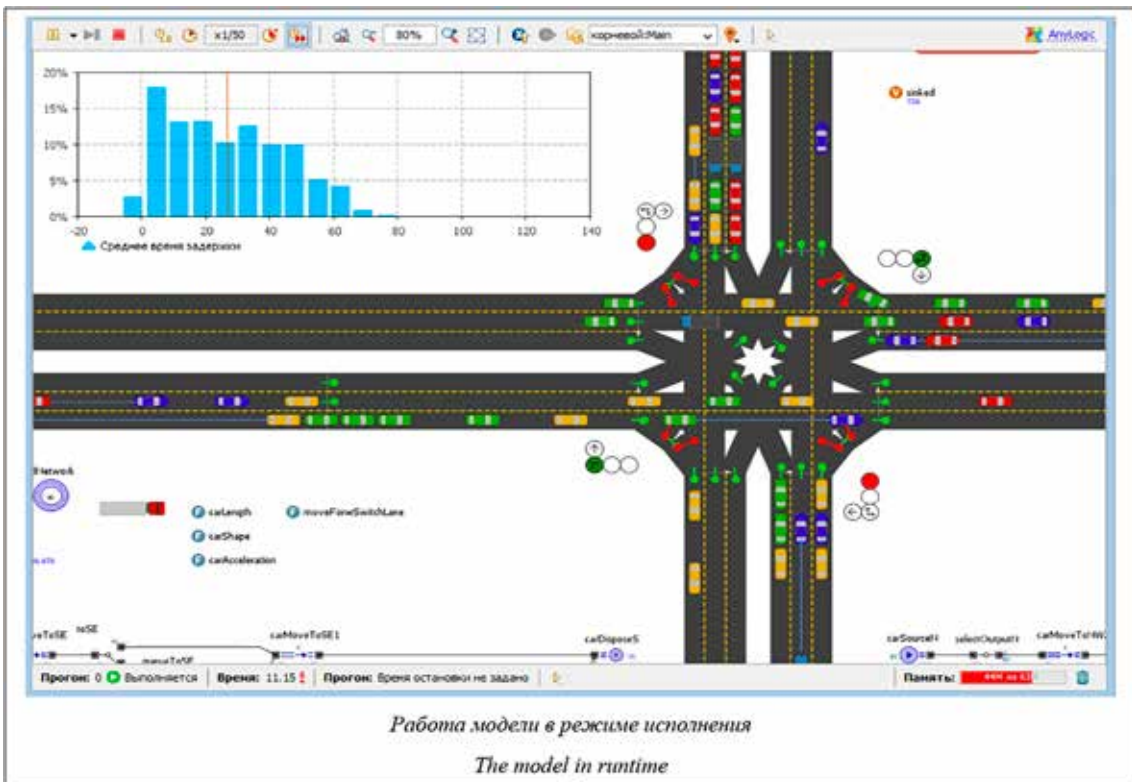 x1/50
80%
корневой:Main
AnyLogic
20%
15%
10%
5%
0%
-20 0 20 40 60 80 100 120 140
Среднее время задержки
sinked
carLength
moveFoneSwitchLane
carShape
carAcceleration
carMoveToSE1
carDisposeS
carSourceN
selectOutputN
Прогон: 0 Выполняется Время: 11.15 Прогон: Время остановки не задано Память:
Работа модели в режиме исполнения
The model in runtime